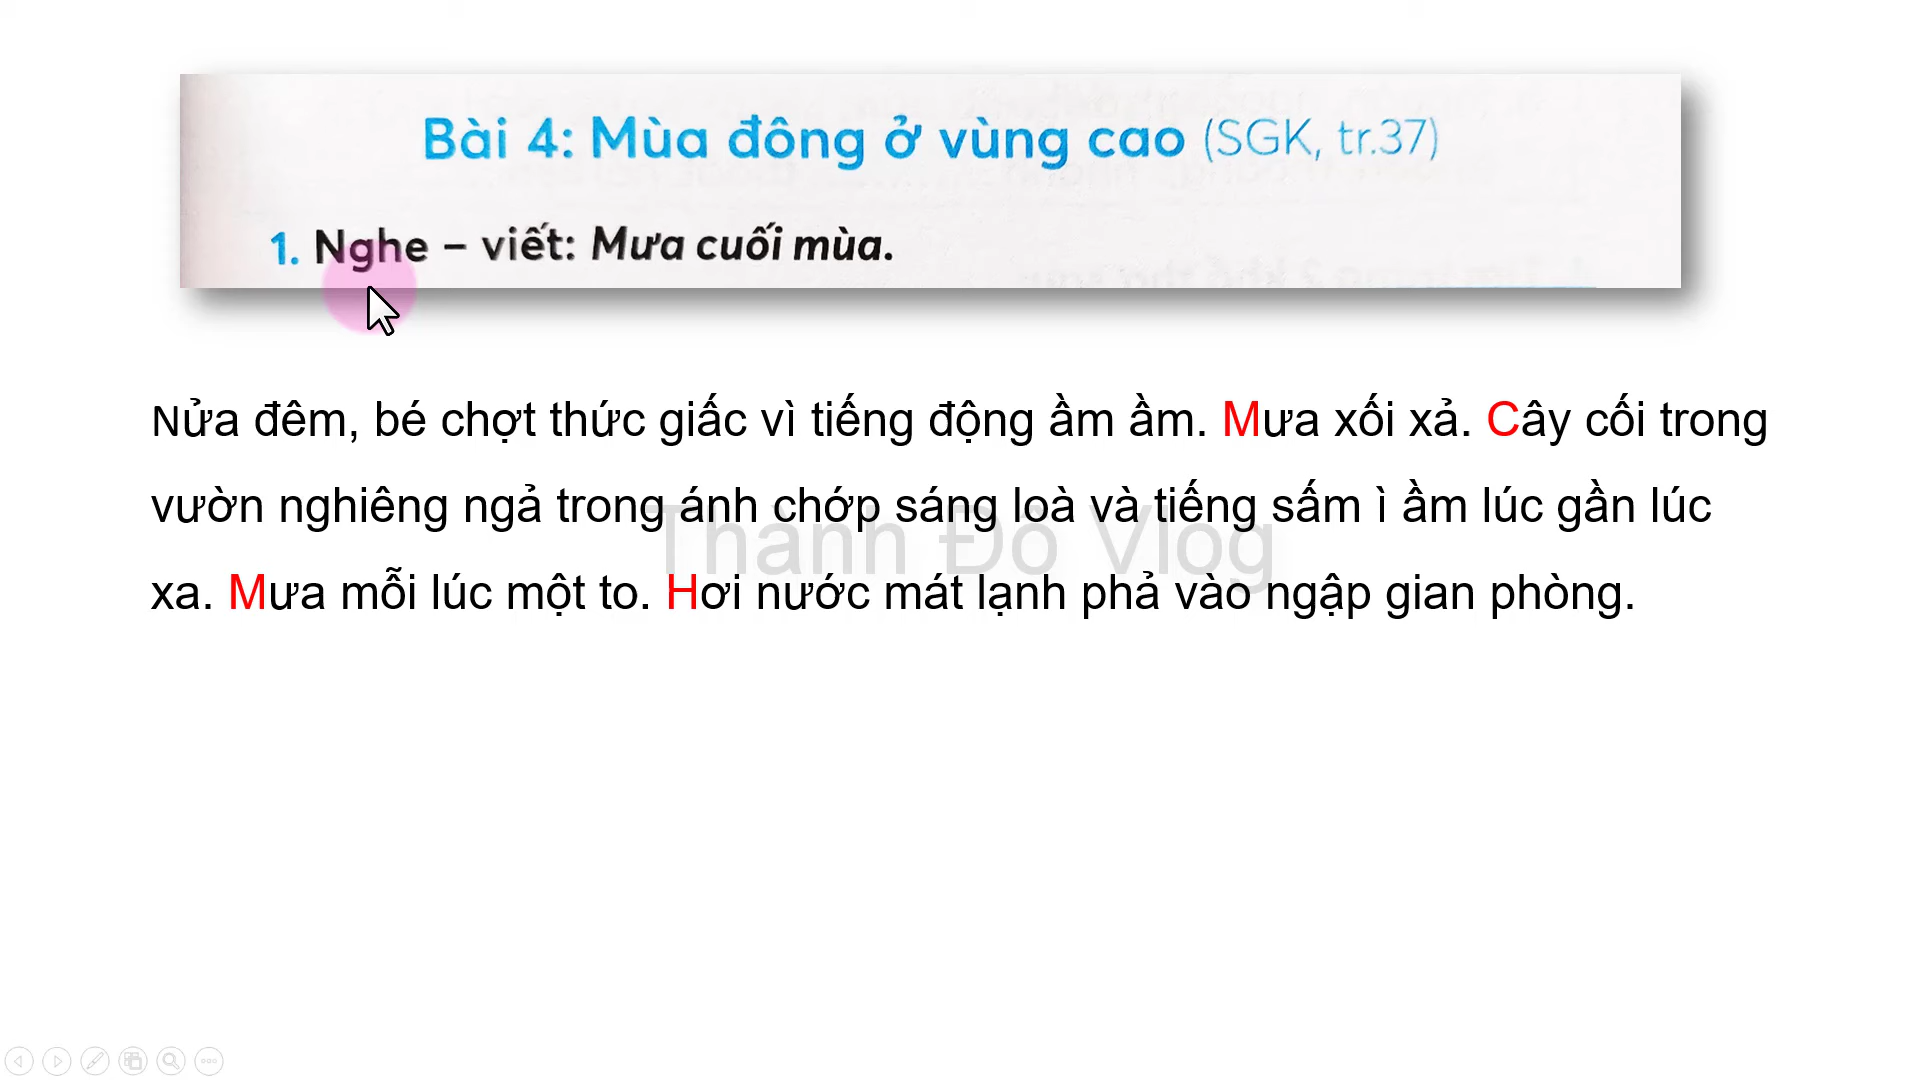 Bài 4: Mùa đông ở vùng cao (SGK, tr.37)
1. Nghe – viết: Mưa cuối mùa.
Nửa đêm, bé chợt thức giấc vì tiếng động ầm ầm. Mưa xối xả. Cây cối trong
vườn nghiêng ngả trong ánh chớp sáng loà và tiếng sấm ì ầm lúc gần lúc
Thành Đô Vlog
xa. Mưa mỗi lúc một to. Hơi nước mát lạnh phả vào ngập gian phòng.